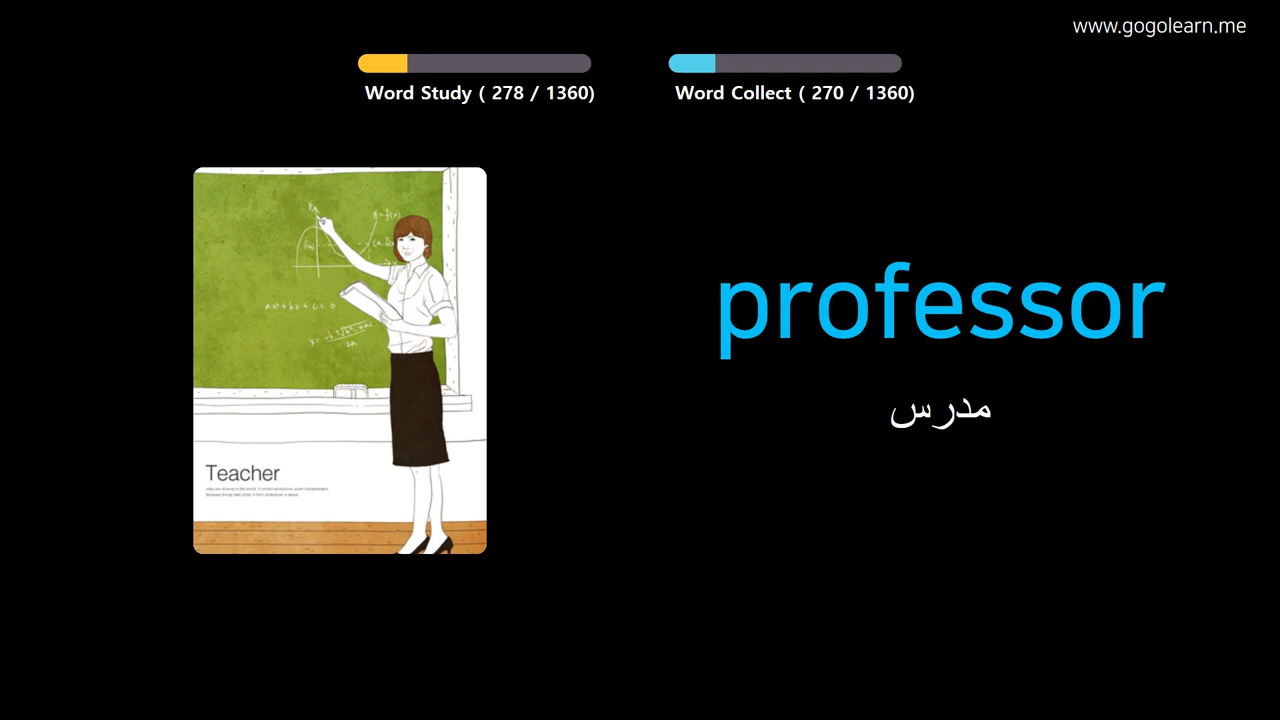 www.gogolearn.me
Word Study ( 278 / 1360)
Word Collect ( 270 / 1360)
professor
مدرس
Teacher